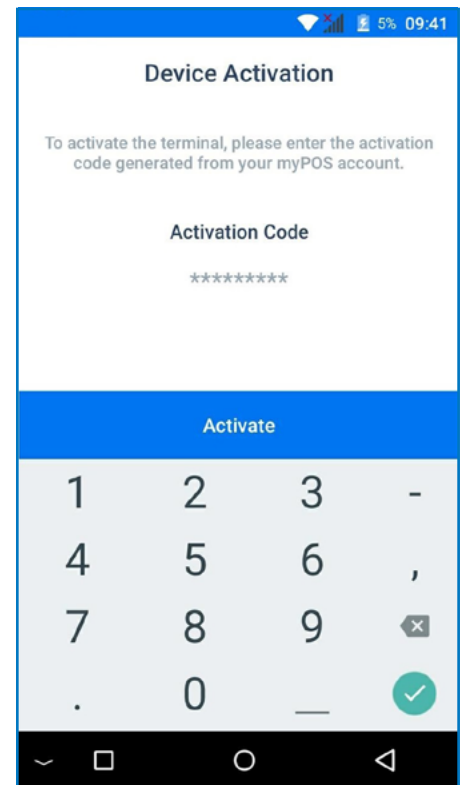 5% 09:41
Device Activation
To activate the terminal, please enter the activation
code generated from your myPOS account.
Activation Code
*********
Activate
1 2 3 -
4 5 6 ,
7 8 9
. 0 _